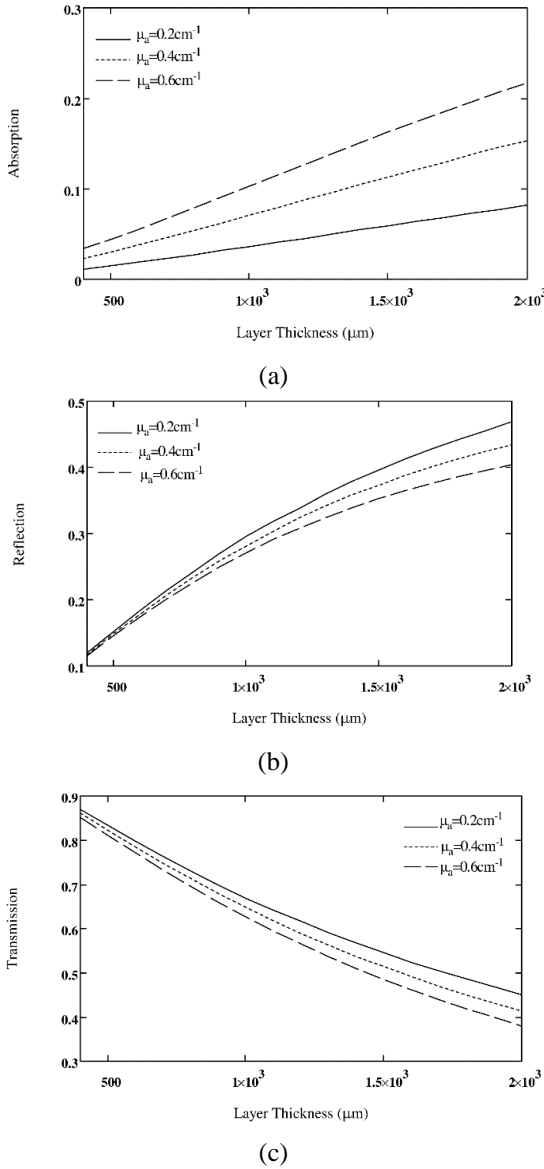 0.3
μa=0.2cm-1
μa=0.4cm-1
μa=0.6cm-1
0.2
Absorption
0.1
0
500
1×10³
1.5×10³
2×10³
Layer Thickness (μm)
(a)
0.5
μa=0.2cm-1
μa=0.4cm-1
μa=0.6cm-1
0.4
Reflection
0.3
0.2
0.1
500
1×10³
1.5×10³
2×10³
Layer Thickness (μm)
(b)
0.9
μa=0.2cm-1
μa=0.4cm-1
μa=0.6cm-1
0.8
0.7
Transmission
0.6
0.5
0.4
0.3
500
1×10³
1.5×10³
2×10³
Layer Thickness (μm)
(c)